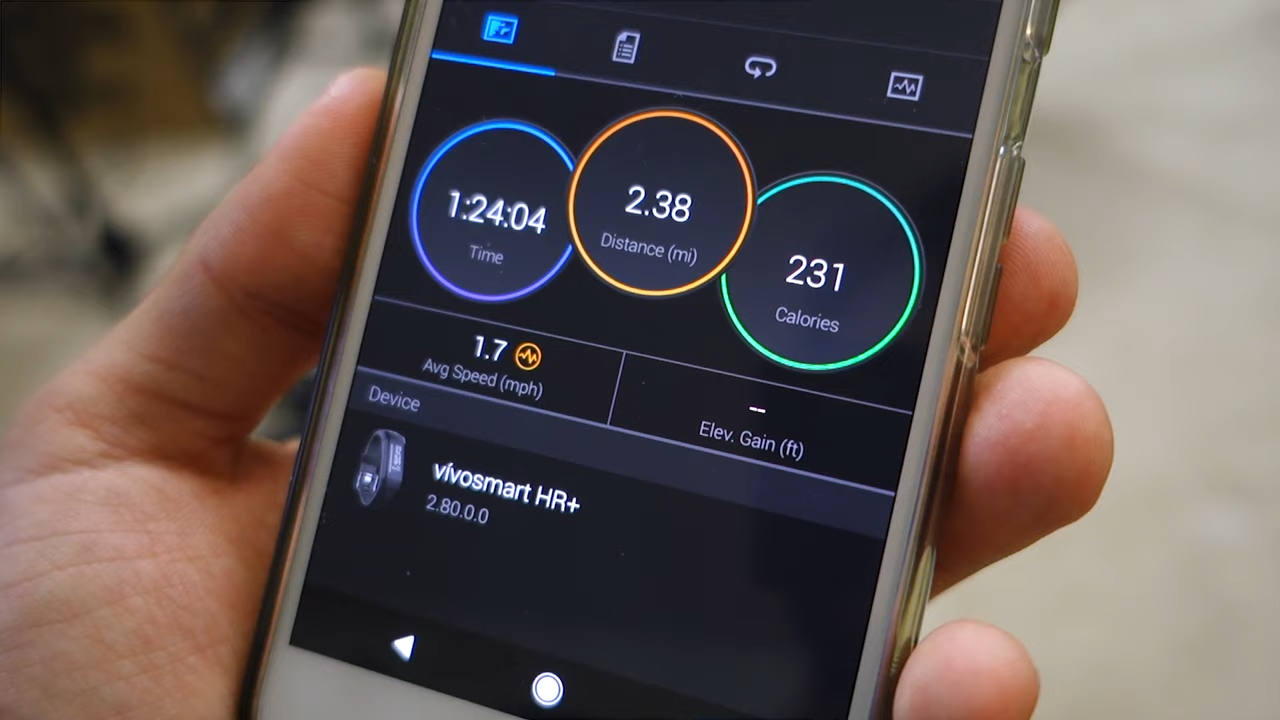 1:24:04
Time
2.38
Distance (mi)
231
Calories
1.7
Avg Speed (mph)
--
Elev. Gain (ft)
Device
vívosmart HR+
2.80.0.0